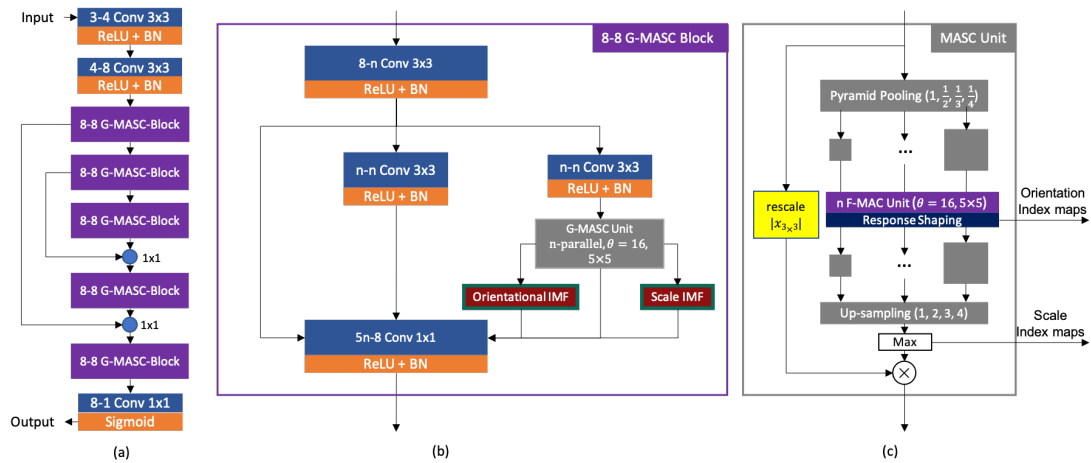 Input
3-4 Conv 3x3
ReLU + BN
4-8 Conv 3x3
ReLU + BN
8-8 G-MASC-Block
8-8 G-MASC-Block
8-8 G-MASC-Block
1x1
8-8 G-MASC-Block
1x1
8-8 G-MASC-Block
8-1 Conv 1x1
Output
Sigmoid
(a)
8-8 G-MASC Block
8-n Conv 3x3
ReLU + BN
n-n Conv 3x3
ReLU + BN
n-n Conv 3x3
ReLU + BN
G-MASC Unit
n-parallel, θ = 16,
5×5
Orientational IMF
Scale IMF
5n-8 Conv 1x1
ReLU + BN
(b)
MASC Unit
Pyramid Pooling (1, 1/2, 1/3, 1/4)
...
rescale
|x₃ₓ₃|
n F-MAC Unit (θ = 16, 5×5)
Response Shaping
Orientation
Index maps
...
Up-sampling (1, 2, 3, 4)
Max
Scale
Index maps
×
(c)